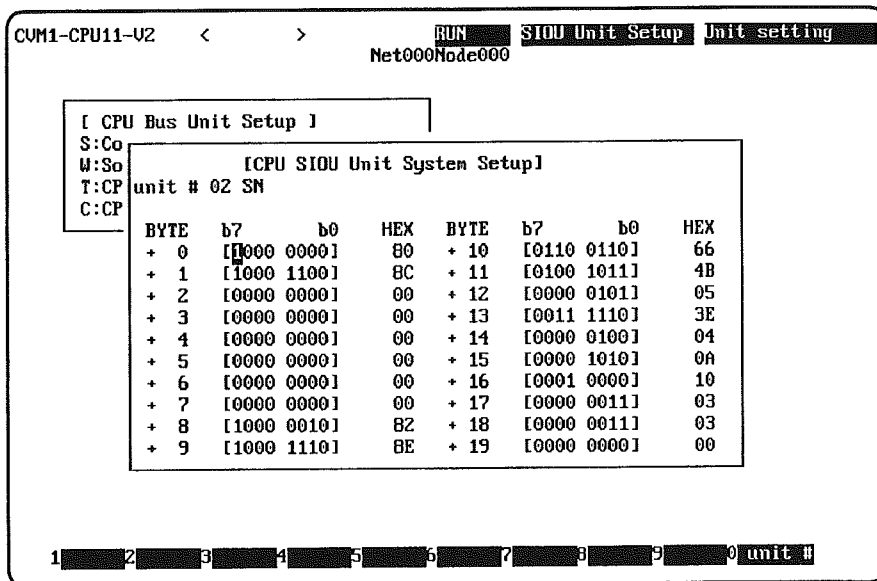 CVM1-CPU11-V2 < > RUN SIOU Unit Setup Unit setting
Net000Node000
[ CPU Bus Unit Setup ]
S:Co
W:So [CPU SIOU Unit System Setup]
T:CP unit # 02 SN
C:CP
BYTE b7 b0 HEX BYTE b7 b0 HEX
+ 0 [1000 0000] 80 + 10 [0110 0110] 66
+ 1 [1000 1100] 8C + 11 [0100 1011] 4B
+ 2 [0000 0000] 00 + 12 [0000 0101] 05
+ 3 [0000 0000] 00 + 13 [0011 1110] 3E
+ 4 [0000 0000] 00 + 14 [0000 0100] 04
+ 5 [0000 0000] 00 + 15 [0000 1010] 0A
+ 6 [0000 0000] 00 + 16 [0001 0000] 10
+ 7 [0000 0000] 00 + 17 [0000 0011] 03
+ 8 [1000 0010] 82 + 18 [0000 0011] 03
+ 9 [1000 1110] 8E + 19 [0000 0000] 00
1 2 3 4 5 6 7 8 9 0 unit #